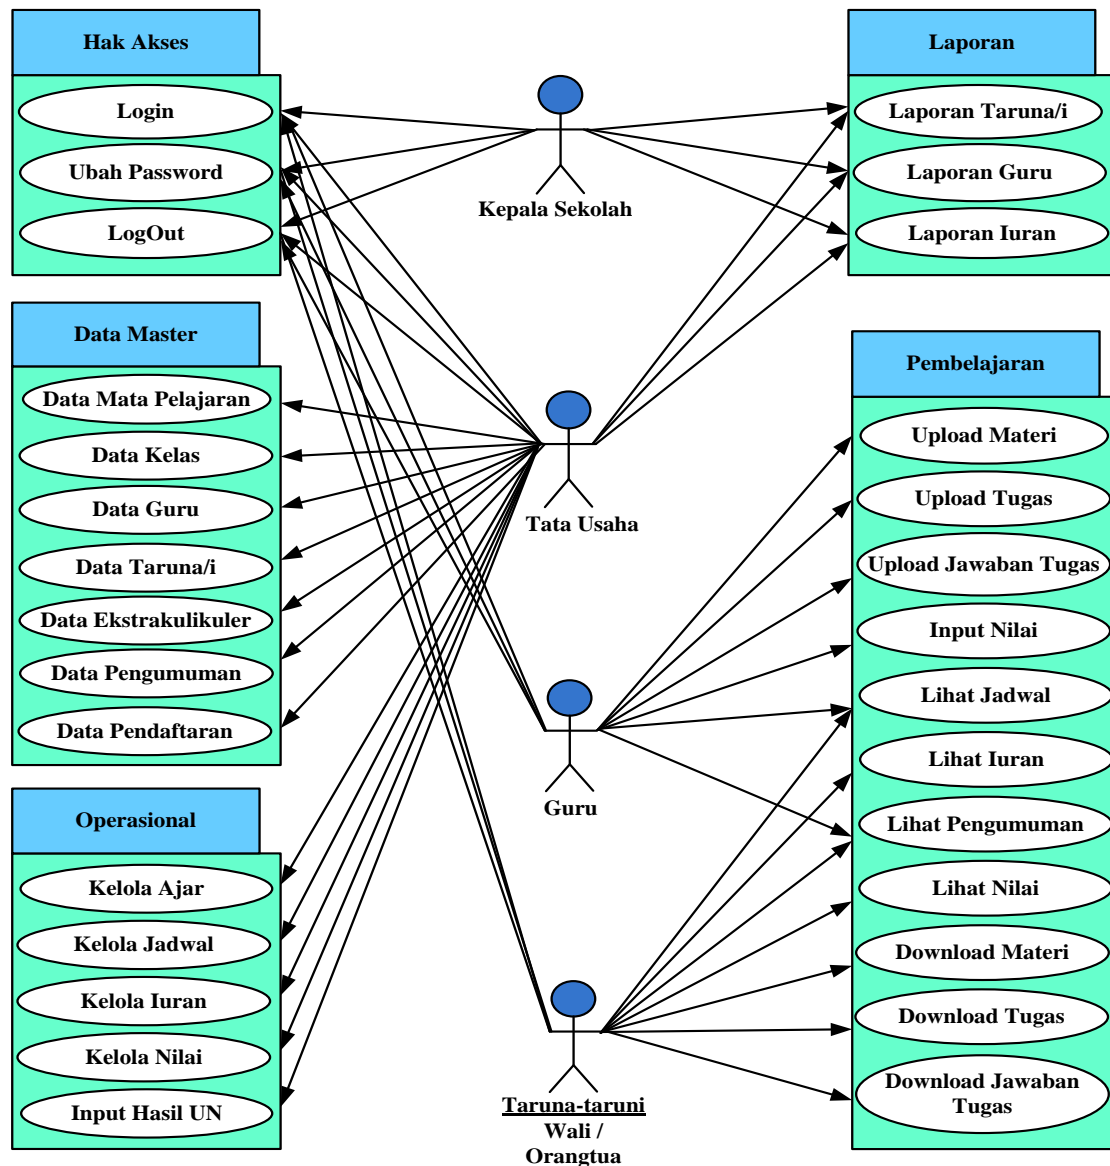 Hak Akses
Login
Ubah Password
LogOut
Data Master
Data Mata Pelajaran
Data Kelas
Data Guru
Data Taruna/i
Data Ekstrakulikuler
Data Pengumuman
Data Pendaftaran
Operasional
Kelola Ajar
Kelola Jadwal
Kelola Iuran
Kelola Nilai
Input Hasil UN
Kepala Sekolah
Tata Usaha
Guru
Taruna-taruni
Wali /
Orangtua
Laporan
Laporan Taruna/i
Laporan Guru
Laporan Iuran
Pembelajaran
Upload Materi
Upload Tugas
Upload Jawaban Tugas
Input Nilai
Lihat Jadwal
Lihat Iuran
Lihat Pengumuman
Lihat Nilai
Download Materi
Download Tugas
Download Jawaban
Tugas